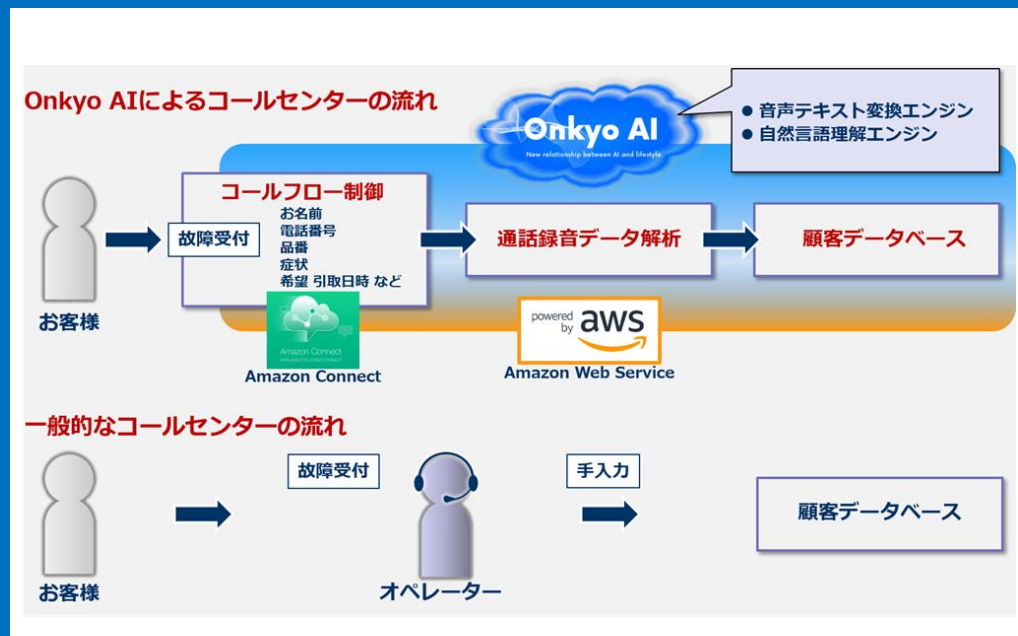 Onkyo AIによるコールセンターの流れ
Onkyo AI
New relationship between AI and lifestyle.
● 音声テキスト変換エンジン
● 自然言語理解エンジン
お客様
故障受付
コールフロー制御
お名前
電話番号
品番
症状
希望 引取日時 など
通話録音データ解析
顧客データベース
Amazon Connect
Amazon Connect
powered
by aws
Amazon Web Service
一般的なコールセンターの流れ
お客様
故障受付
オペレーター
手入力
顧客データベース